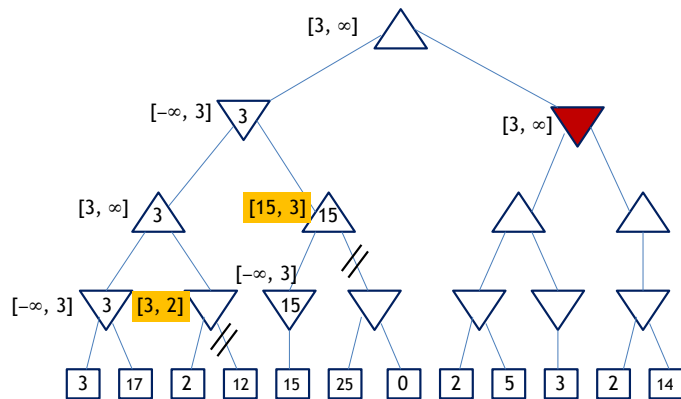 [3, ∞]
[−∞, 3] 3 [3, ∞]
[3, ∞] 3 [15, 3] 15
[−∞, 3]
[−∞, 3] 3 [3, 2] 15
3 17 2 12 15 25 0 2 5 3 2 14